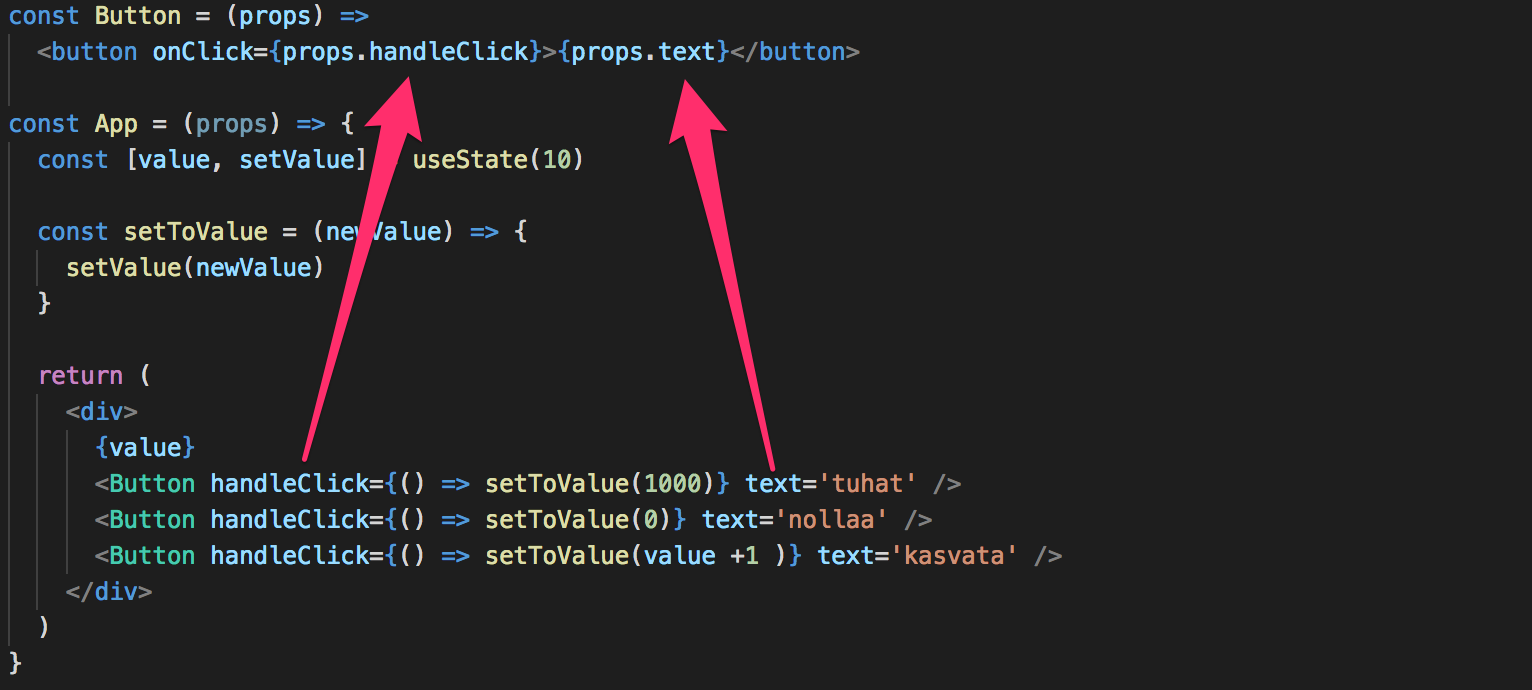 const Button = (props) =>
<button onClick={props.handleClick}>{props.text}</button>
const App = (props) => {
const [value, setValue] useState(10)
const setToValue = (newValue) => {
setValue(newValue)
}
return (
<div>
{value}
<Button handleClick={() => setToValue(1000)} text='tuhat' />
<Button handleClick={() => setToValue(0)} text='nollaa' />
<Button handleClick={() => setToValue(value +1 )} text='kasvata' />
</div>
)
}